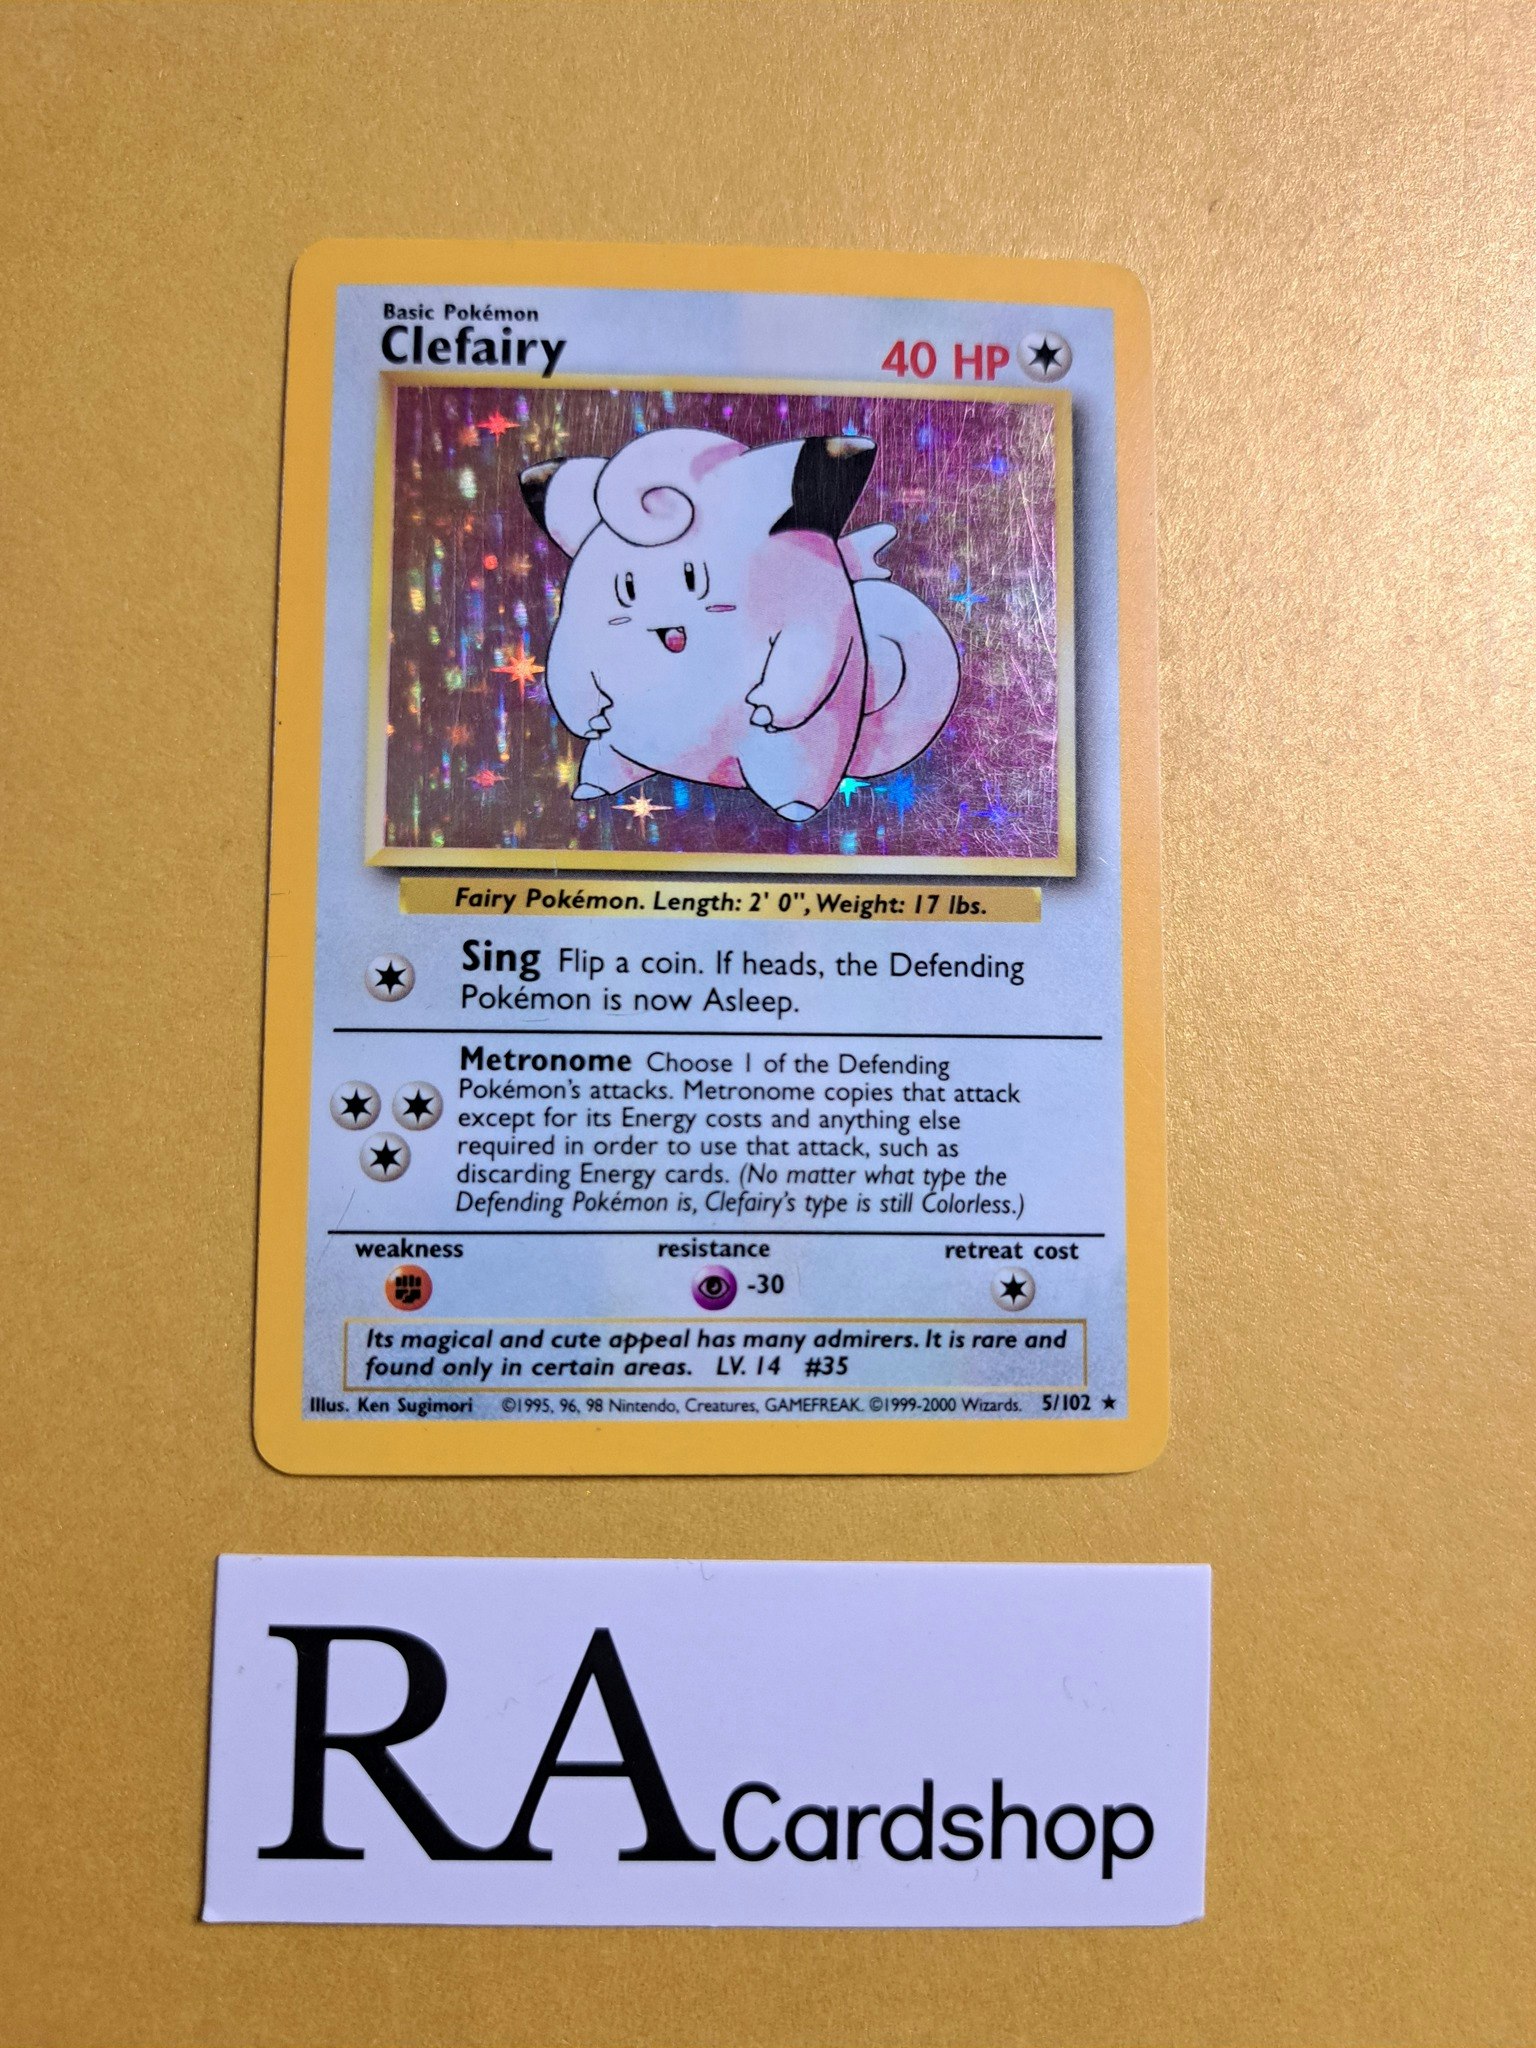 Basic Pokémon
Clefairy
40 HP
Fairy Pokémon. Length: 2' 0", Weight: 17 lbs.
Sing Flip a coin. If heads, the Defending
Pokémon is now Asleep.
Metronome Choose 1 of the Defending
Pokémon's attacks. Metronome copies that attack
except for its Energy costs and anything else
required in order to use that attack, such as
discarding Energy cards. (No matter what type the
Defending Pokémon is, Clefairy's type is still Colorless.)
weakness resistance retreat cost
-30
Its magical and cute appeal has many admirers. It is rare and
found only in certain areas. LV. 14 #35
Illus. Ken Sugimori ©1995, 96, 98 Nintendo, Creatures, GAMEFREAK. ©1999-2000 Wizards. 5/102 ★
RA Cardshop